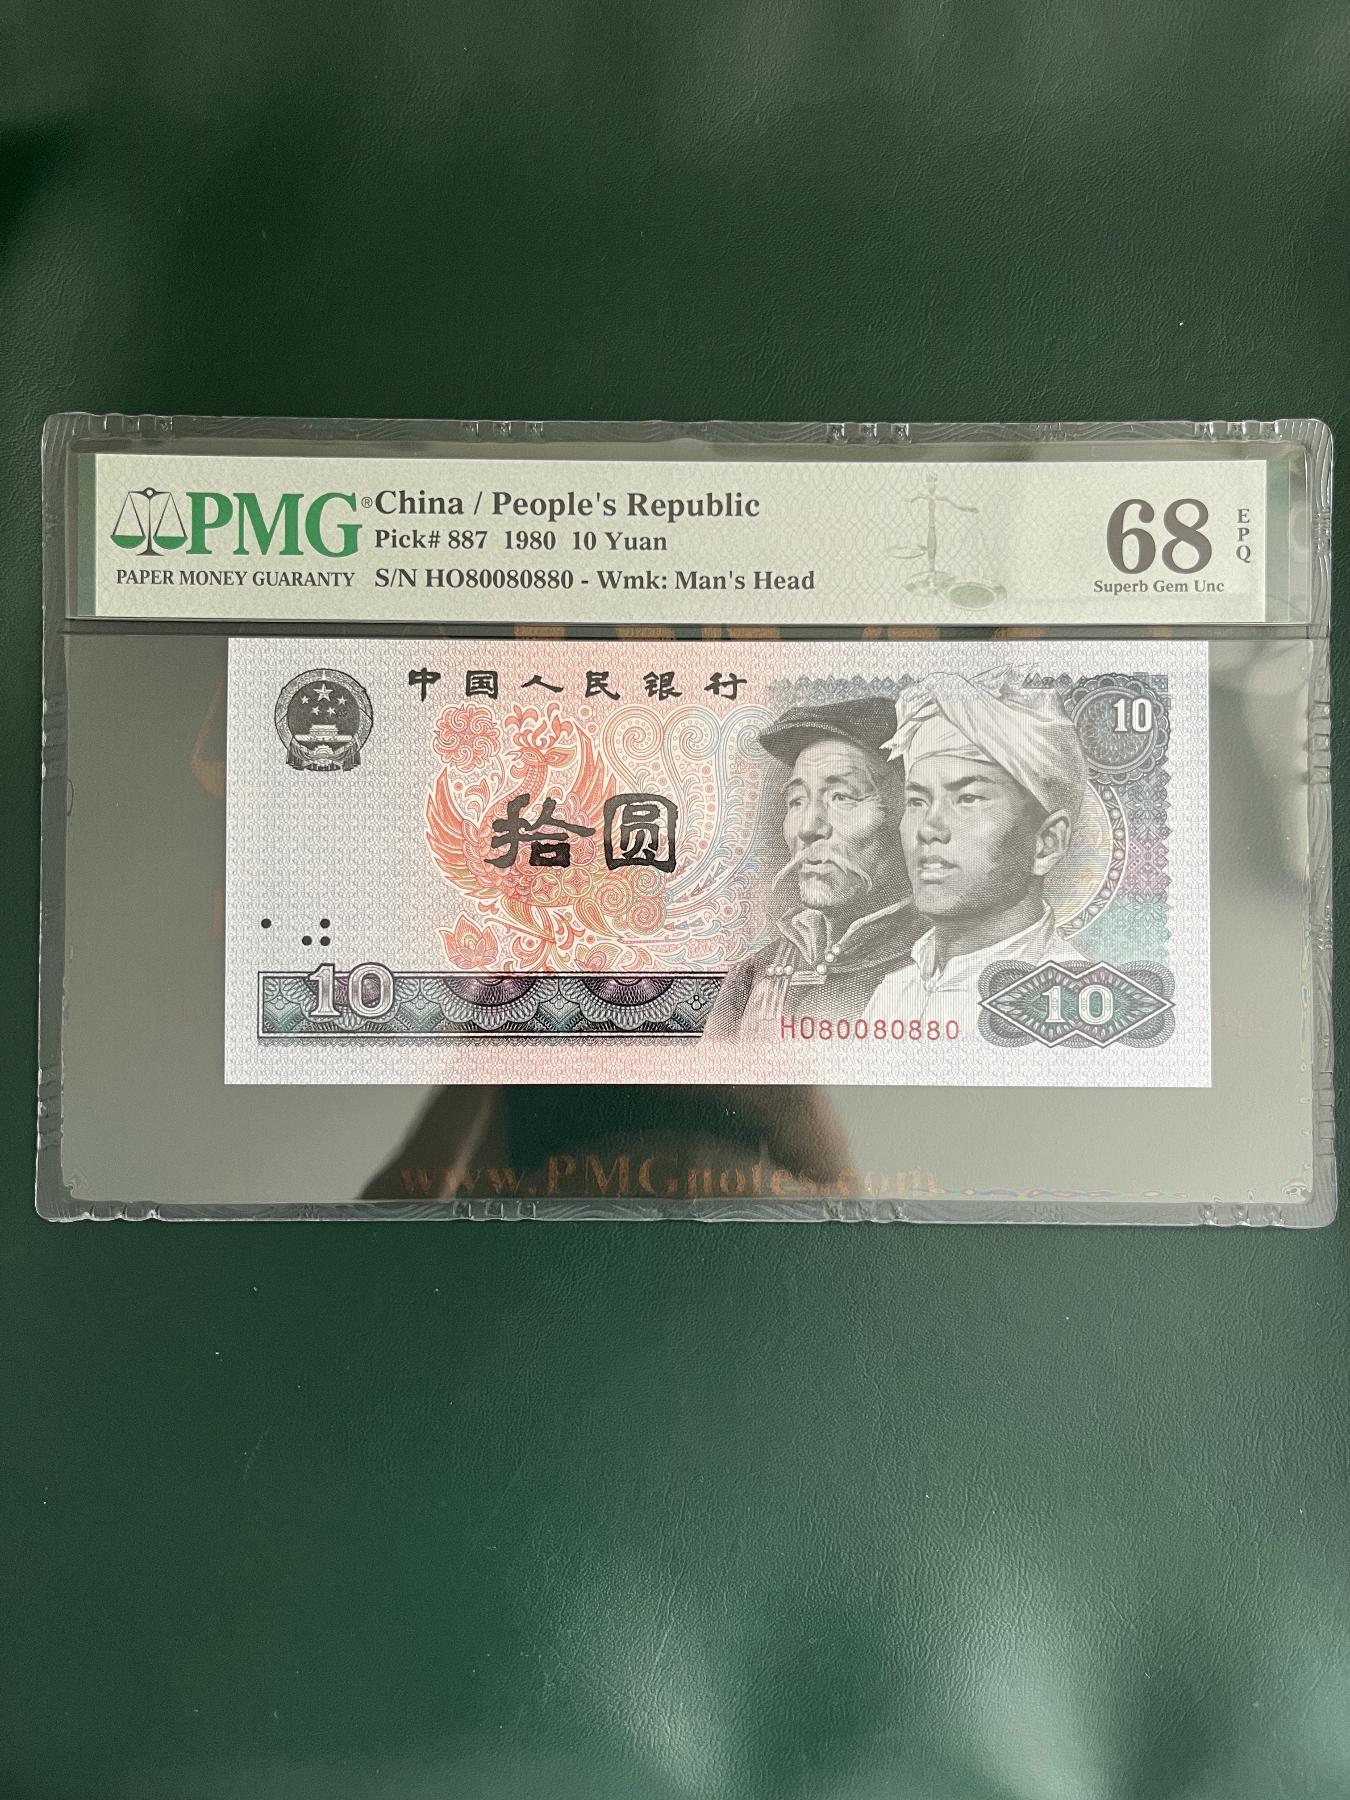 PMG®
PAPER MONEY GUARANTY
China / People's Republic
Pick# 887 1980 10 Yuan
S/N HO80080880 - Wmk: Man's Head
68
EPQ
Superb Gem Unc
中国人民银行
10
拾圆
10
HO80080880
10
www.PMGnotes.com